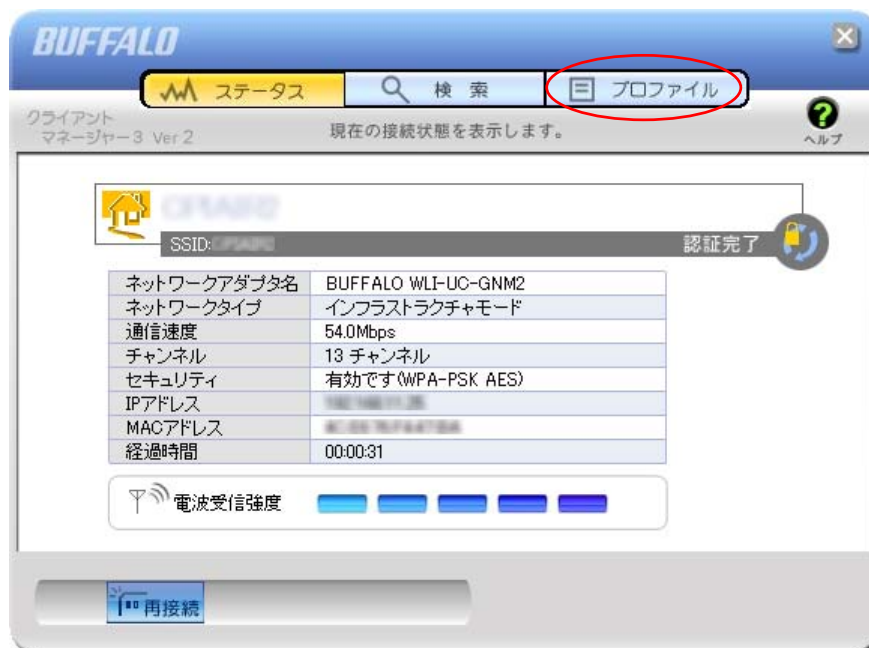 BUFFALO
ステータス 検 索 プロファイル
クライアント
マネージャー3 Ver2
現在の接続状態を表示します。
ヘルプ
SSID:
認証完了
ネットワークアダプタ名 BUFFALO WLI-UC-GNM2
ネットワークタイプ インフラストラクチャモード
通信速度 54.0Mbps
チャンネル 13 チャンネル
セキュリティ 有効です(WPA-PSK AES)
IPアドレス
MACアドレス
経過時間 00:00:31
電波受信強度
再接続